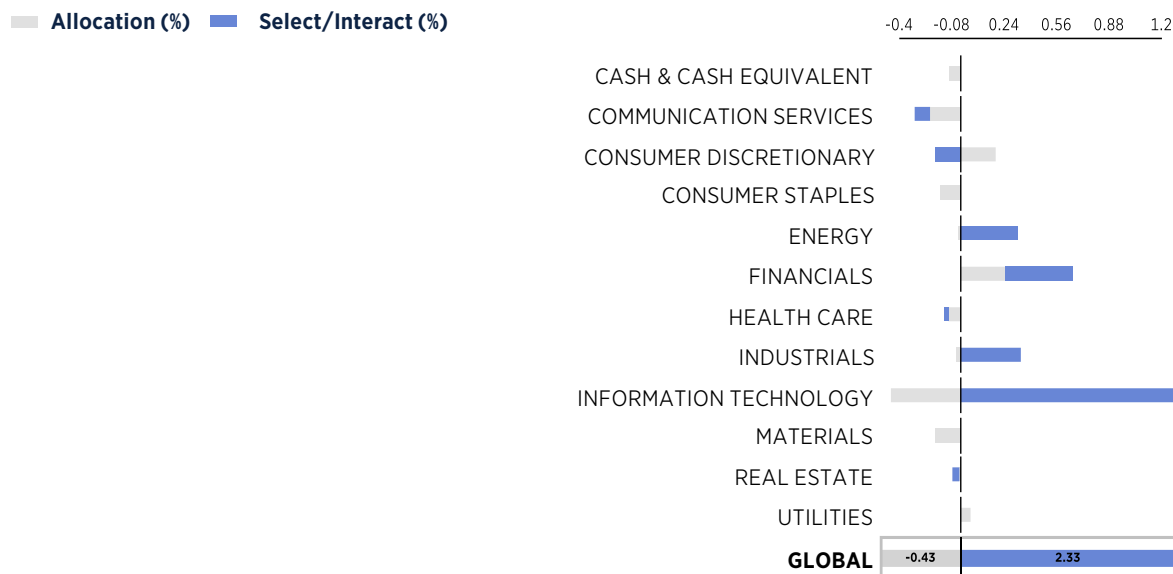 Allocation (%) Select/Interact (%)
-0.4 -0.08 0.24 0.56 0.88 1.2
CASH & CASH EQUIVALENT
COMMUNICATION SERVICES
CONSUMER DISCRETIONARY
CONSUMER STAPLES
ENERGY
FINANCIALS
HEALTH CARE
INDUSTRIALS
INFORMATION TECHNOLOGY
MATERIALS
REAL ESTATE
UTILITIES
GLOBAL -0.43 2.33